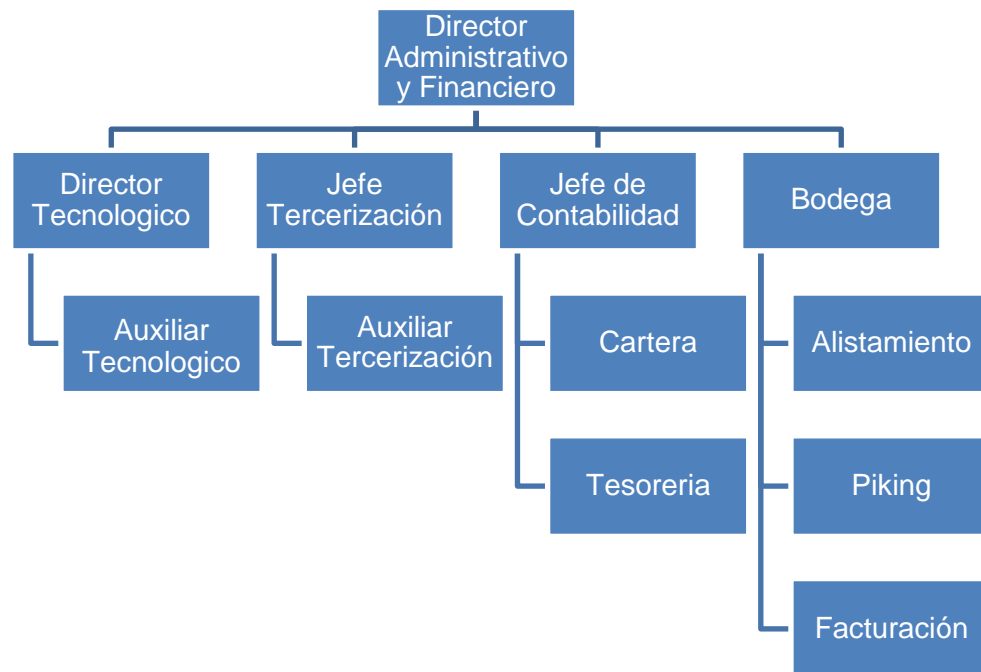 Director
Administrativo
y Financiero
Director
Tecnologico
Jefe
Tercerización
Jefe de
Contabilidad
Bodega
Auxiliar
Tecnologico
Auxiliar
Tercerización
Cartera
Alistamiento
Tesoreria
Piking
Facturación